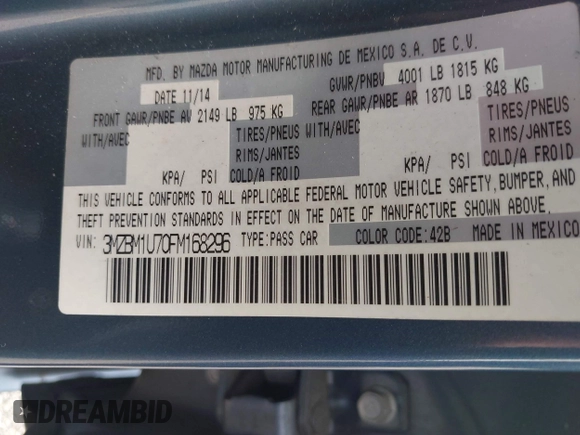 MFD. BY MAZDA MOTOR MANUFACTURING DE MEXICO S.A. DE C.V.
DATE 11/14 GVWR/PNBV 4001 LB 1815 KG
FRONT GAWR/PNBE AV 2149 LB 975 KG REAR GAWR/PNBE AR 1870 LB 848 KG
WITH/AVEC TIRES/PNEUS WITH/AVEC TIRES/PNEUS
RIMS/JANTES RIMS/JANTES
KPA/ PSI COLD/A FROID KPA/ PSI COLD/A FROID
THIS VEHICLE CONFORMS TO ALL APPLICABLE FEDERAL MOTOR VEHICLE SAFETY, BUMPER, AND
THEFT PREVENTION STANDARDS IN EFFECT ON THE DATE OF MANUFACTURE SHOWN ABOVE.
VIN: 3MZBM1U70FM168296 TYPE:PASS CAR COLOR CODE:42B MADE IN MEXICO
DREAMBID